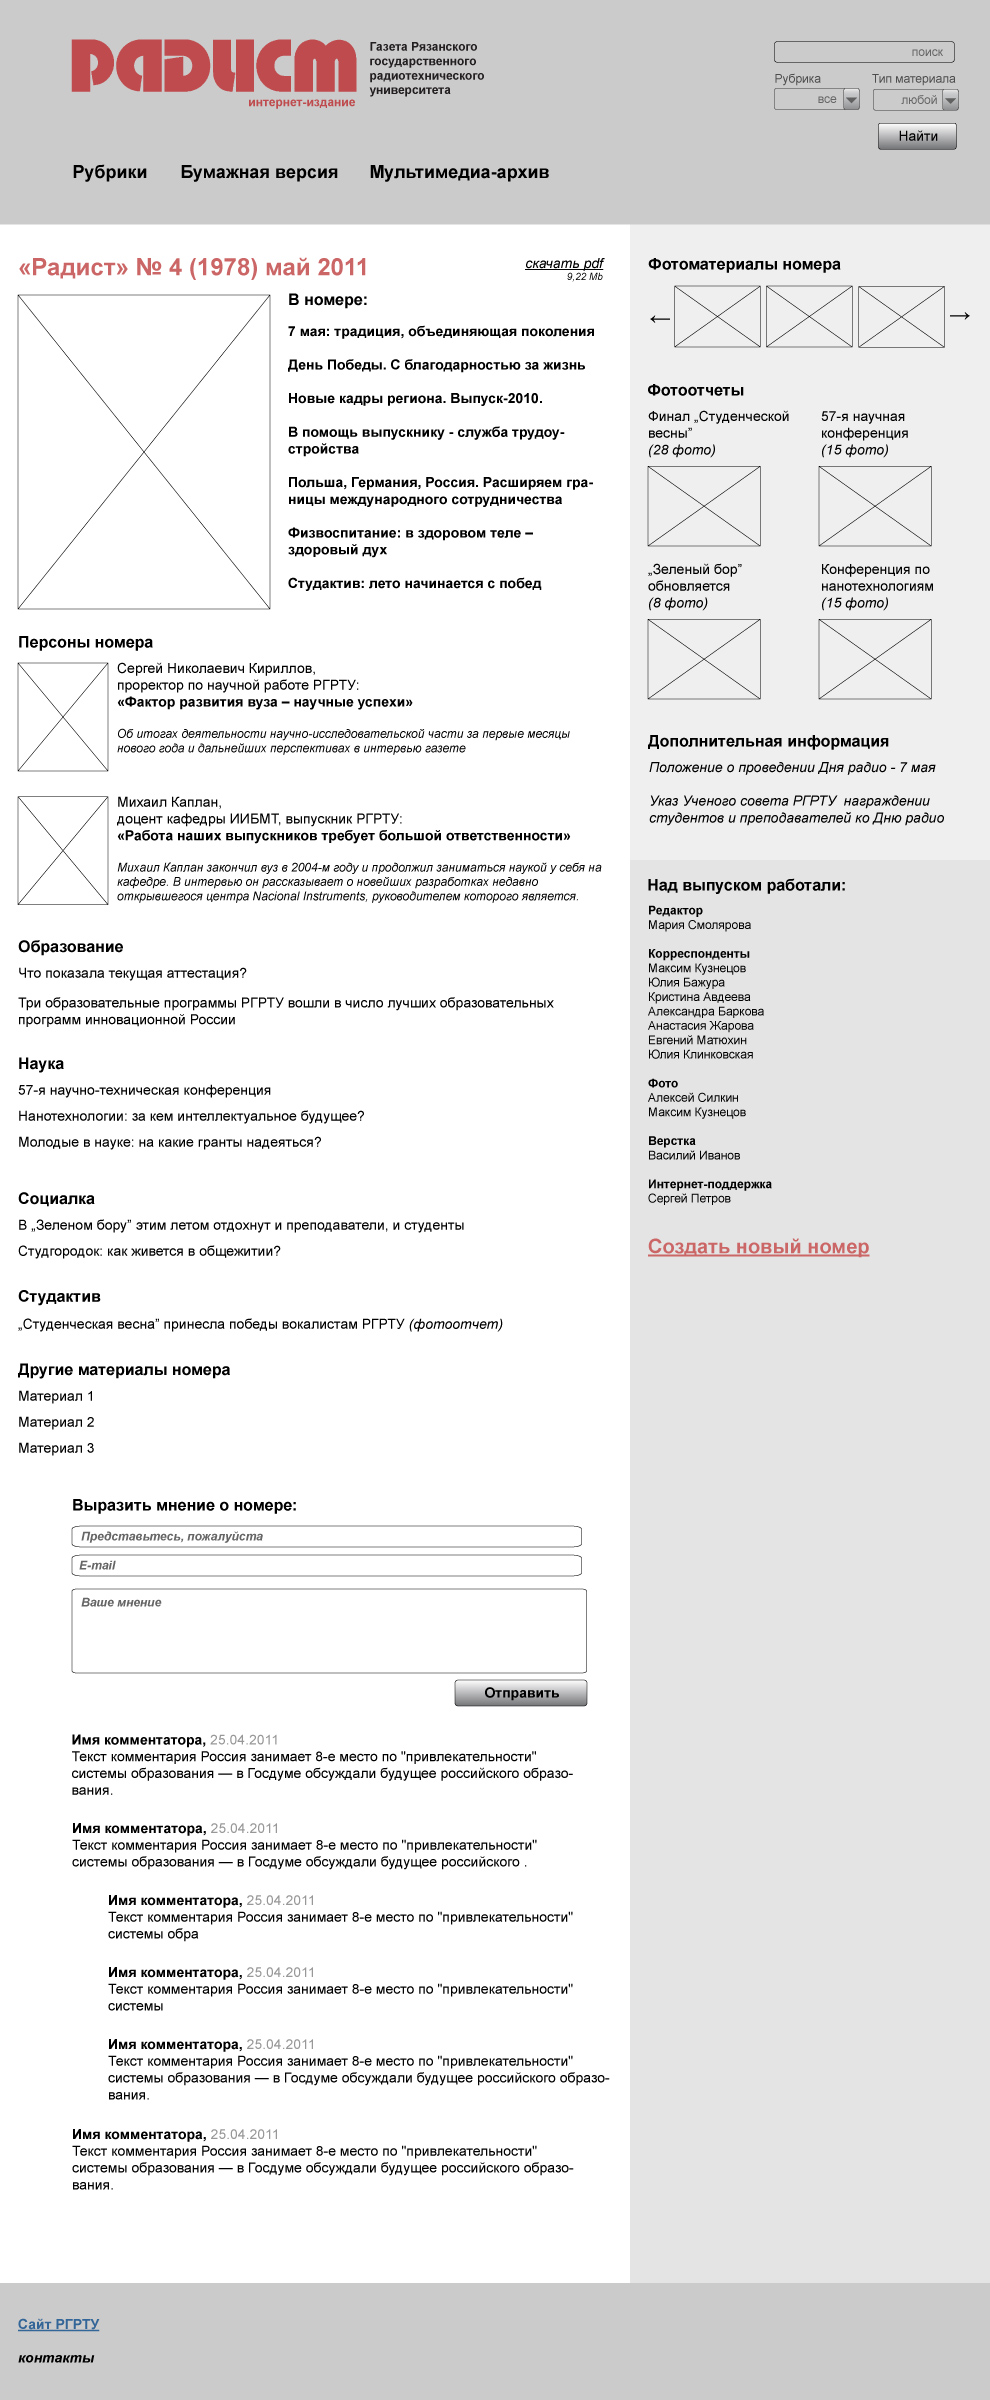 Радист
интернет-издание
Газета Рязанского
государственного
радиотехнического
университета
поиск
Рубрика
Тип материала
все
любой
Найти
Рубрики
Бумажная версия
Мультимедиа-архив
«Радист» № 4 (1978) май 2011
скачать pdf
9,22 Mb
В номере:
7 мая: традиция, объединяющая поколения
День Победы. С благодарностью за жизнь
Новые кадры региона. Выпуск-2010.
В помощь выпускнику - служба трудоу-
стройства
Польша, Германия, Россия. Расширяем гра-
ницы международного сотрудничества
Физвоспитание: в здоровом теле –
здоровый дух
Студактив: лето начинается с побед
Персоны номера
Сергей Николаевич Кириллов,
проректор по научной работе РГРТУ:
«Фактор развития вуза – научные успехи»
Об итогах деятельности научно-исследовательской части за первые месяцы
нового года и дальнейших перспективах в интервью газете
Михаил Каплан,
доцент кафедры ИИБМТ, выпускник РГРТУ:
«Работа наших выпускников требует большой ответственности»
Михаил Каплан закончил вуз в 2004-м году и продолжил заниматься наукой у себя на
кафедре. В интервью он рассказывает о новейших разработках недавно
открывшегося центра Nacional Instruments, руководителем которого является.
Образование
Что показала текущая аттестация?
Три образовательные программы РГРТУ вошли в число лучших образовательных
программ инновационной России
Наука
57-я научно-техническая конференция
Нанотехнологии: за кем интеллектуальное будущее?
Молодые в науке: на какие гранты надеяться?
Социалка
В „Зеленом бору” этим летом отдохнут и преподаватели, и студенты
Студгородок: как живется в общежитии?
Студактив
„Студенческая весна” принесла победы вокалистам РГРТУ (фотоотчет)
Другие материалы номера
Материал 1
Материал 2
Материал 3
Выразить мнение о номере:
Представьтесь, пожалуйста
E-mail
Ваше мнение
Отправить
Имя комментатора, 25.04.2011
Текст комментария Россия занимает 8-е место по "привлекательности"
системы образования — в Госдуме обсуждали будущее российского образо-
вания.
Имя комментатора, 25.04.2011
Текст комментария Россия занимает 8-е место по "привлекательности"
системы образования — в Госдуме обсуждали будущее российского .
Имя комментатора, 25.04.2011
Текст комментария Россия занимает 8-е место по "привлекательности"
системы обра
Имя комментатора, 25.04.2011
Текст комментария Россия занимает 8-е место по "привлекательности"
системы
Имя комментатора, 25.04.2011
Текст комментария Россия занимает 8-е место по "привлекательности"
системы образования — в Госдуме обсуждали будущее российского образо-
вания.
Имя комментатора, 25.04.2011
Текст комментария Россия занимает 8-е место по "привлекательности"
системы образования — в Госдуме обсуждали будущее российского образо-
вания.
Фотоматериалы номера
Фотоотчеты
Финал „Студенческой
весны”
(28 фото)
57-я научная
конференция
(15 фото)
„Зеленый бор”
обновляется
(8 фото)
Конференция по
нанотехнологиям
(15 фото)
Дополнительная информация
Положение о проведении Дня радио - 7 мая
Указ Ученого совета РГРТУ награждении
студентов и преподавателей ко Дню радио
Над выпуском работали:
Редактор
Мария Смолярова
Корреспонденты
Максим Кузнецов
Юлия Бажура
Кристина Авдеева
Александра Баркова
Анастасия Жарова
Евгений Матюхин
Юлия Клинковская
Фото
Алексей Силкин
Максим Кузнецов
Верстка
Василий Иванов
Интернет-поддержка
Сергей Петров
Создать новый номер
Сайт РГРТУ
контакты